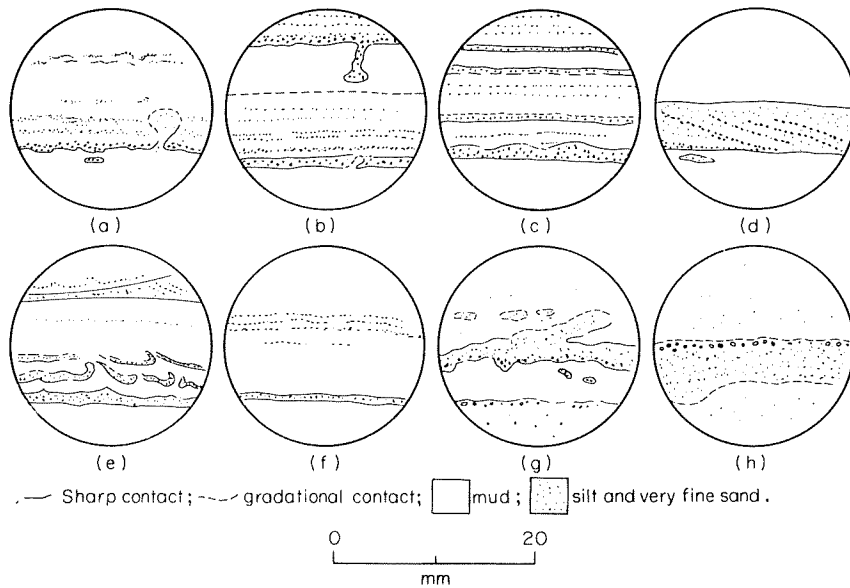 (a) (b) (c) (d)
(e) (f) (g) (h)
Sharp contact; gradational contact; mud; silt and very fine sand.
0 20
mm